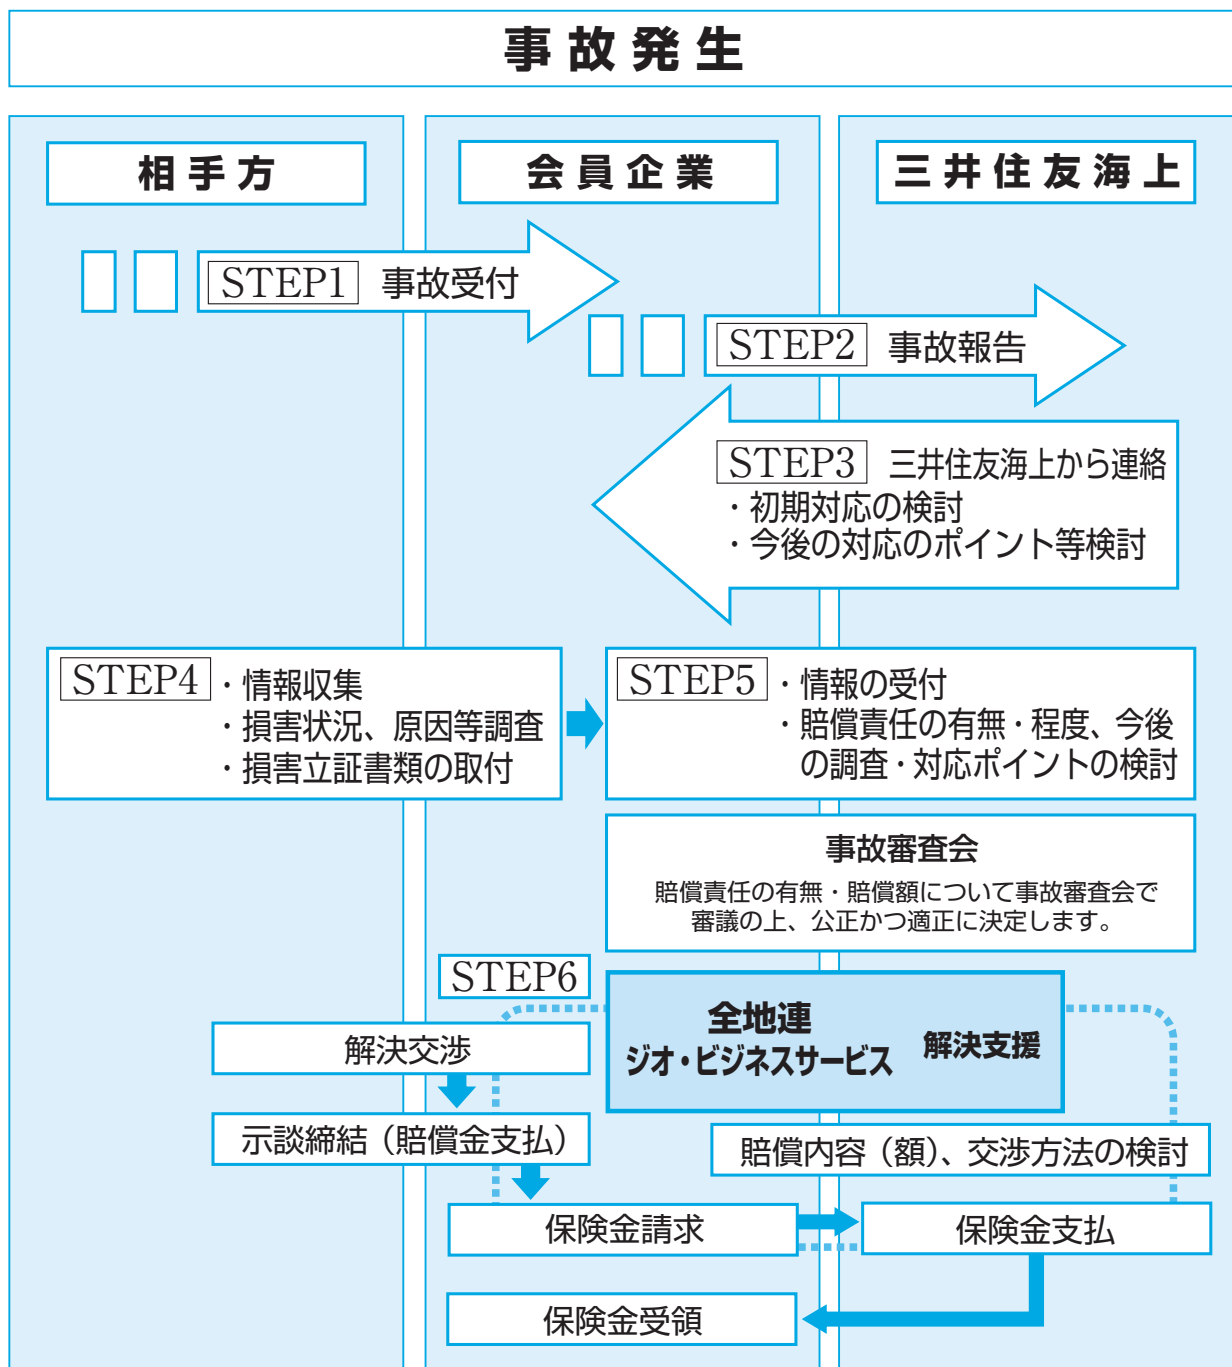 事故発生
相手方
会員企業
三井住友海上
STEP1 事故受付
STEP2 事故報告
STEP3 三井住友海上から連絡
・初期対応の検討
・今後の対応のポイント等検討
STEP4 ・情報収集
・損害状況、原因等調査
・損害立証書類の取付
STEP5 ・情報の受付
・賠償責任の有無・程度、今後
の調査・対応ポイントの検討
事故審査会
賠償責任の有無・賠償額について事故審査会で
審議の上、公正かつ適正に決定します。
STEP6
全地連
ジオ・ビジネスサービス
解決支援
解決交渉
示談締結（賠償金支払）
賠償内容（額）、交渉方法の検討
保険金請求
保険金支払
保険金受領